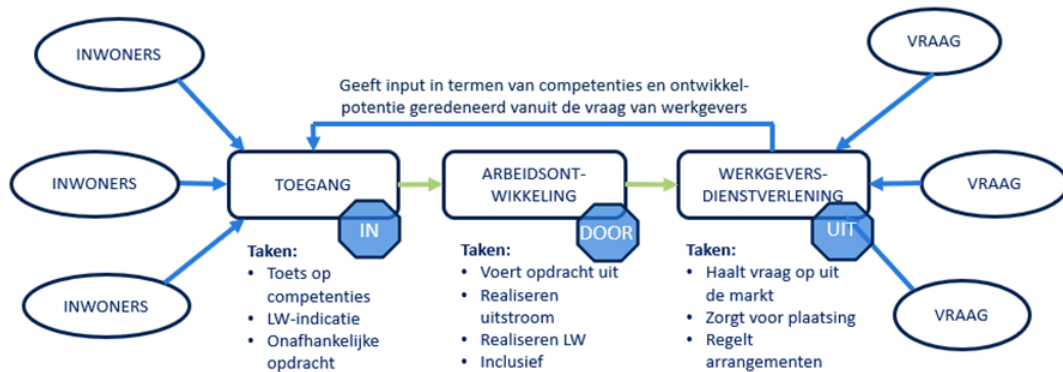 INWONERS
INWONERS
INWONERS
Geeft input in termen van competenties en ontwikkel-
potentie geredeneerd vanuit de vraag van werkgevers
TOEGANG
IN
Taken:
• Toets op
competenties
• LW-indicatie
• Onafhankelijke
opdracht
ARBEIDSONT-
WIKKELING
DOOR
Taken:
• Voert opdracht uit
• Realiseren
uitstroom
• Realiseren LW
• Inclusief
WERKGEVERS-
DIENSTVERLENING
UIT
Taken:
• Haalt vraag op uit
de markt
• Zorgt voor plaatsing
• Regelt
arrangementen
VRAAG
VRAAG
VRAAG